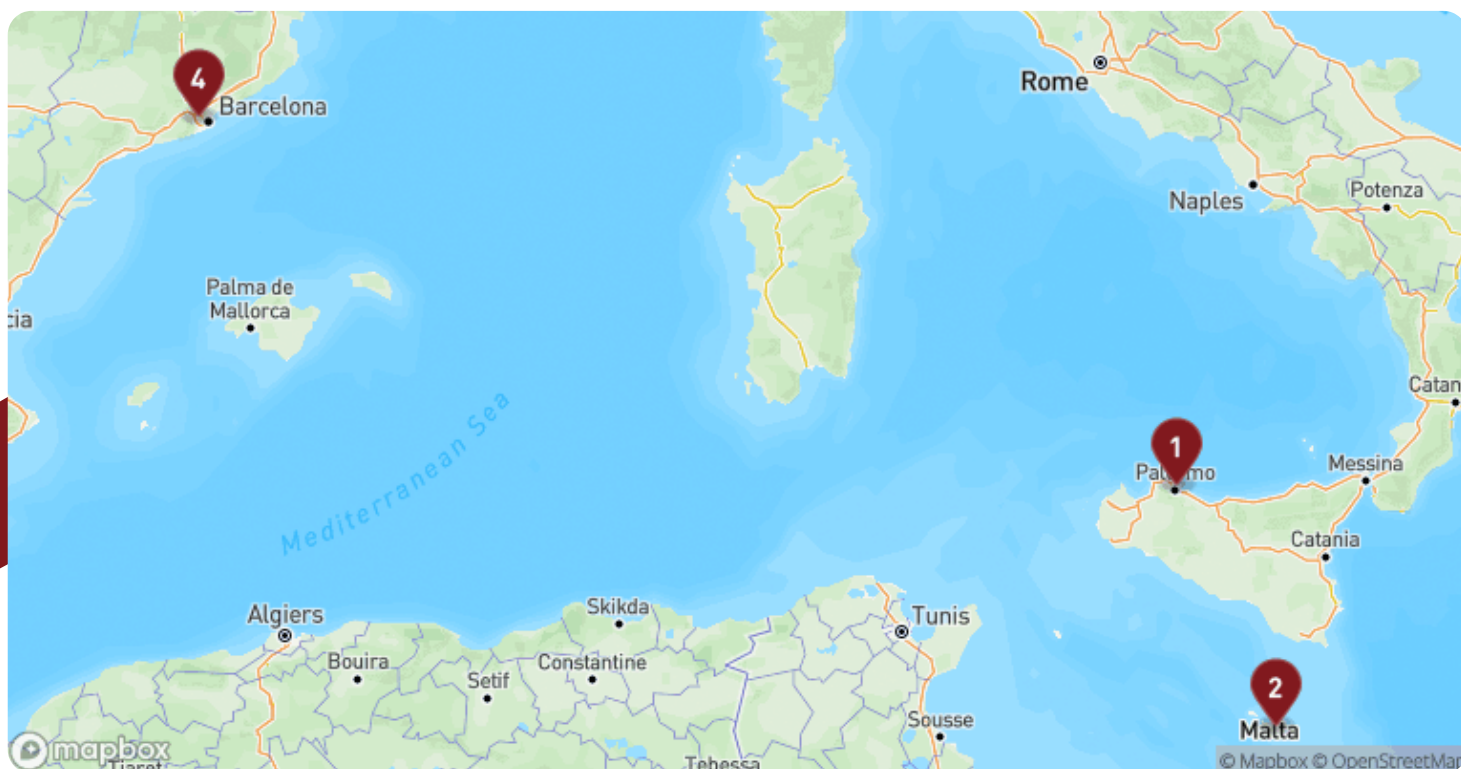 4
Barcelona
Rome
Naples
Potenza
Palma de
Mallorca
cia
Catan
Mediterranean Sea
1
Messina
Catania
Algiers
Skikda
Tunis
Bouira
Constantine
Setif
2
Sousse
Malta
mapbox
Tiaret
Tebessa
© Mapbox © OpenStreetMap